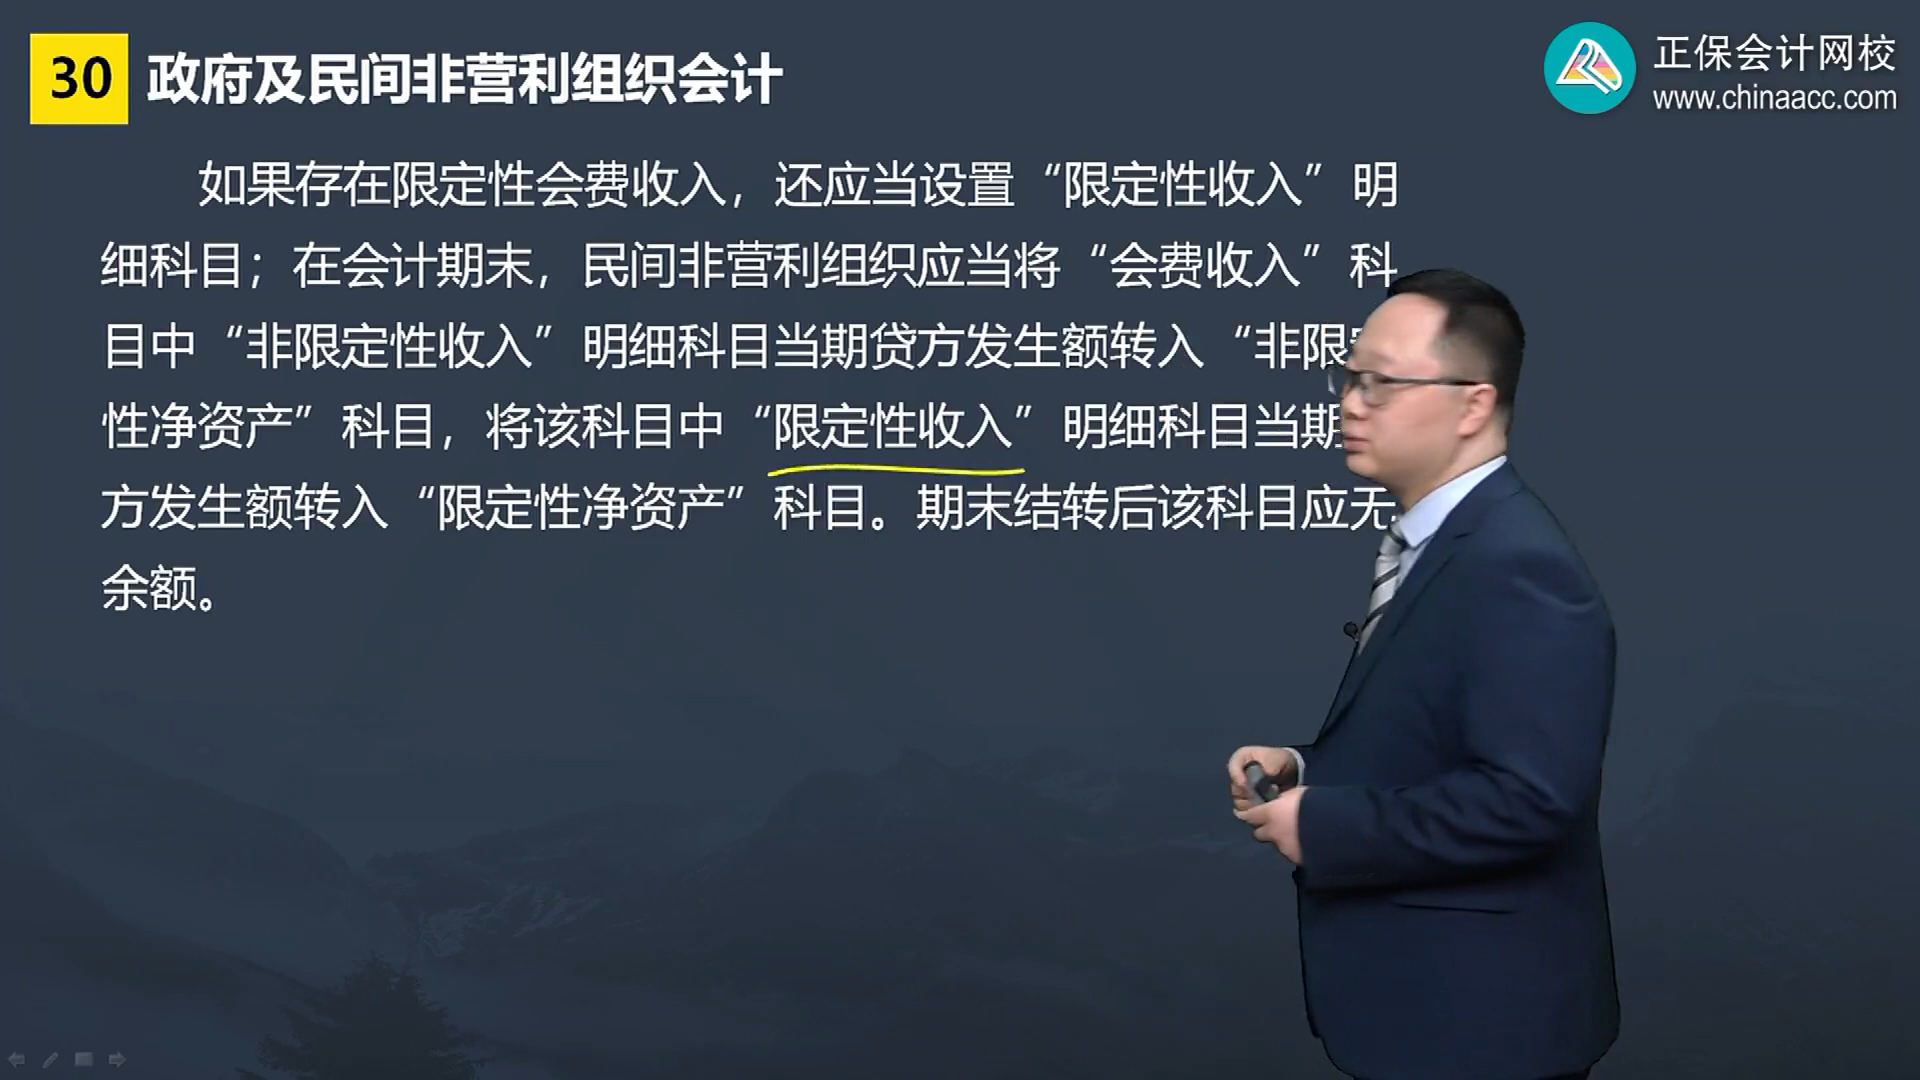 30 政府及民间非营利组织会计
正保会计网校
www.chinaacc.com
如果存在限定性会费收入，还应当设置“限定性收入”明
细科目；在会计期末，民间非营利组织应当将“会费收入”科
目中“非限定性收入”明细科目当期贷方发生额转入“非限定
性净资产”科目，将该科目中“限定性收入”明细科目当期
方发生额转入“限定性净资产”科目。期末结转后该科目应无
余额。